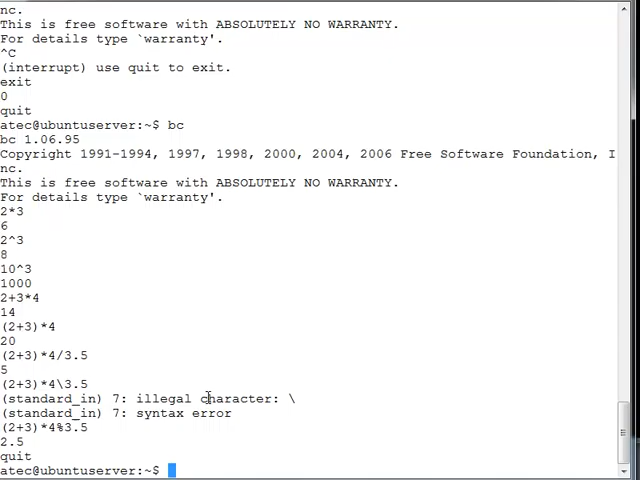 nc.
This is free software with ABSOLUTELY NO WARRANTY.
For details type `warranty'.
^C
(interrupt) use quit to exit.
exit
0
quit
atec@ubuntuserver:~$ bc
bc 1.06.95
Copyright 1991-1994, 1997, 1998, 2000, 2004, 2006 Free Software Foundation, I
nc.
This is free software with ABSOLUTELY NO WARRANTY.
For details type `warranty'.
2*3
6
2^3
8
10^3
1000
2+3*4
14
(2+3)*4
20
(2+3)*4/3.5
5
(2+3)*4\3.5
(standard_in) 7: illegal character: \
(standard_in) 7: syntax error
(2+3)*4%3.5
2.5
quit
atec@ubuntuserver:~$